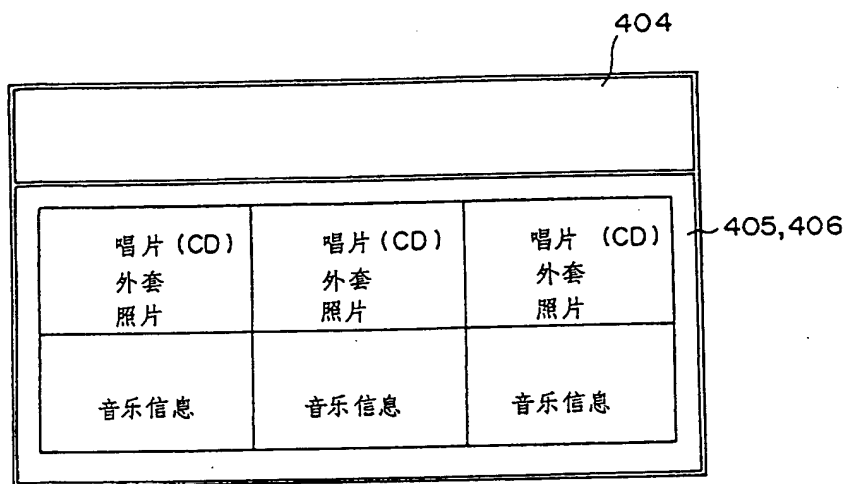 404
唱片(CD)
外套
照片
唱片(CD)
外套
照片
唱片 (CD)
外套
照片
405,406
音乐信息
音乐信息
音乐信息